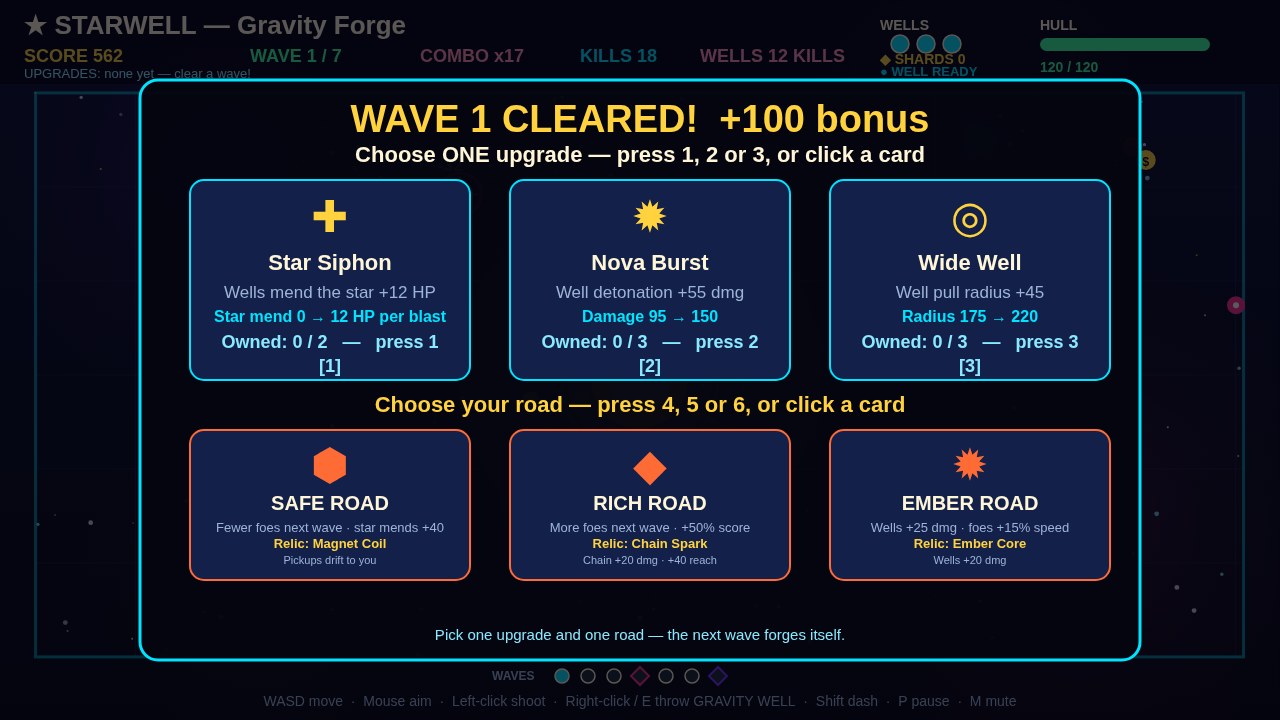 ★ STARWELL — Gravity Forge
SCORE 562
WAVE 1 / 7
COMBO x17
KILLS 18
WELLS 12 KILLS
UPGRADES: none yet — clear a wave!
WELLS
◆ SHARDS 0
● WELL READY
HULL
120 / 120
WAVE 1 CLEARED!  +100 bonus
Choose ONE upgrade — press 1, 2 or 3, or click a card
Star Siphon
Wells mend the star +12 HP
Star mend 0 → 12 HP per blast
Owned: 0 / 2 — press 1
[1]
Nova Burst
Well detonation +55 dmg
Damage 95 → 150
Owned: 0 / 3 — press 2
[2]
Wide Well
Well pull radius +45
Radius 175 → 220
Owned: 0 / 3 — press 3
[3]
$
Choose your road — press 4, 5 or 6, or click a card
SAFE ROAD
Fewer foes next wave · star mends +40
Relic: Magnet Coil
Pickups drift to you
RICH ROAD
More foes next wave · +50% score
Relic: Chain Spark
Chain +20 dmg · +40 reach
EMBER ROAD
Wells +25 dmg · foes +15% speed
Relic: Ember Core
Wells +20 dmg
Pick one upgrade and one road — the next wave forges itself.
WAVES
WASD move · Mouse aim · Left-click shoot · Right-click / E throw GRAVITY WELL · Shift dash · P pause · M mute